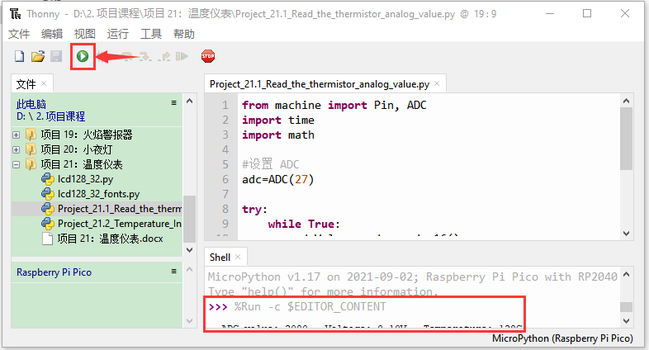 Thonny - D:\2. 项目课程\项目 21：温度仪表\Project_21.1_Read_the_thermistor_analog_value.py @ 19 : 9
文件 编辑 视图 运行 工具 帮助
STOP
文件
此电脑
D: \ 2. 项目课程
项目 19：火焰警报器
项目 20：小夜灯
项目 21：温度仪表
lcd128_32.py
lcd128_32_fonts.py
Project_21.1_Read_the_therm
Project_21.2_Temperature_In
项目 21：温度仪表.docx
Raspberry Pi Pico
Project_21.1_Read_the_thermistor_analog_value.py
1 from machine import Pin, ADC
2 import time
3 import math
4
5 #设置 ADC
6 adc=ADC(27)
7
8 try:
9 while True:
Shell
MicroPython v1.17 on 2021-09-02; Raspberry Pi Pico with RP2040
Type "help()" for more information.
>>> %Run -c $EDITOR_CONTENT
MicroPython (Raspberry Pi Pico)